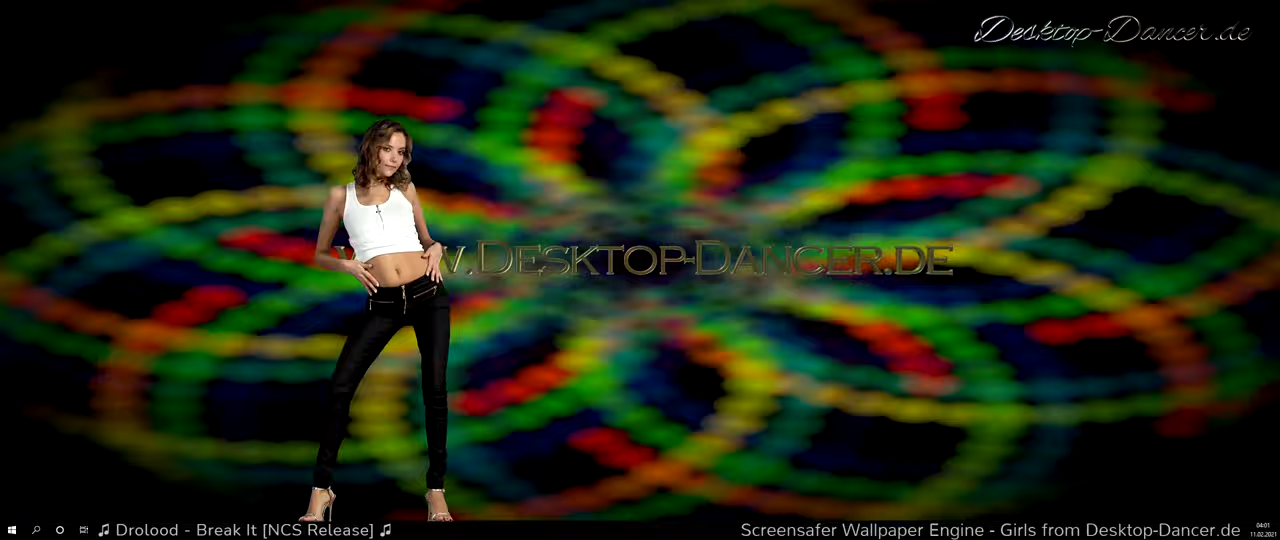 Desktop-Dancer.de
www.Desktop-Dancer.de
♫ Drolood - Break It [NCS Release] ♫
Screensafer Wallpaper Engine - Girls from Desktop-Dancer.de
04:01
11.02.2021